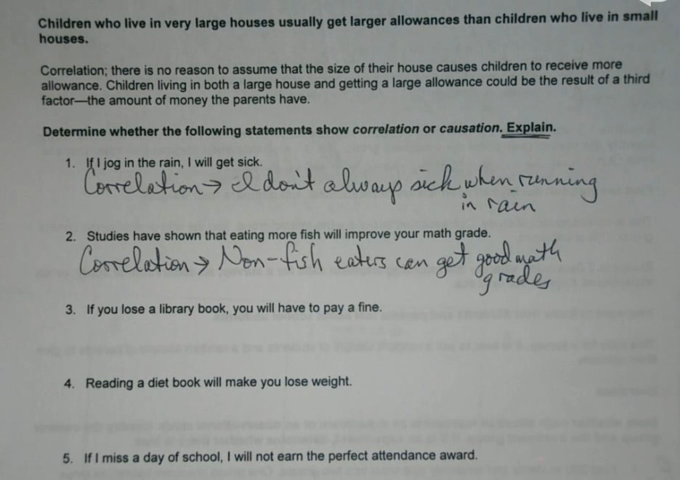 Children who live in very large houses usually get larger allowances than children who live in small
houses.
Correlation; there is no reason to assume that the size of their house causes children to receive more
allowance. Children living in both a large house and getting a large allowance could be the result of a third
factor—the amount of money the parents have.
Determine whether the following statements show correlation or causation. Explain.
1. If I jog in the rain, I will get sick.
Correlation → I don't always sick when running
in rain
2. Studies have shown that eating more fish will improve your math grade.
Correlation → Non-fish eaters can get good math
grades
3. If you lose a library book, you will have to pay a fine.
4. Reading a diet book will make you lose weight.
5. If I miss a day of school, I will not earn the perfect attendance award.